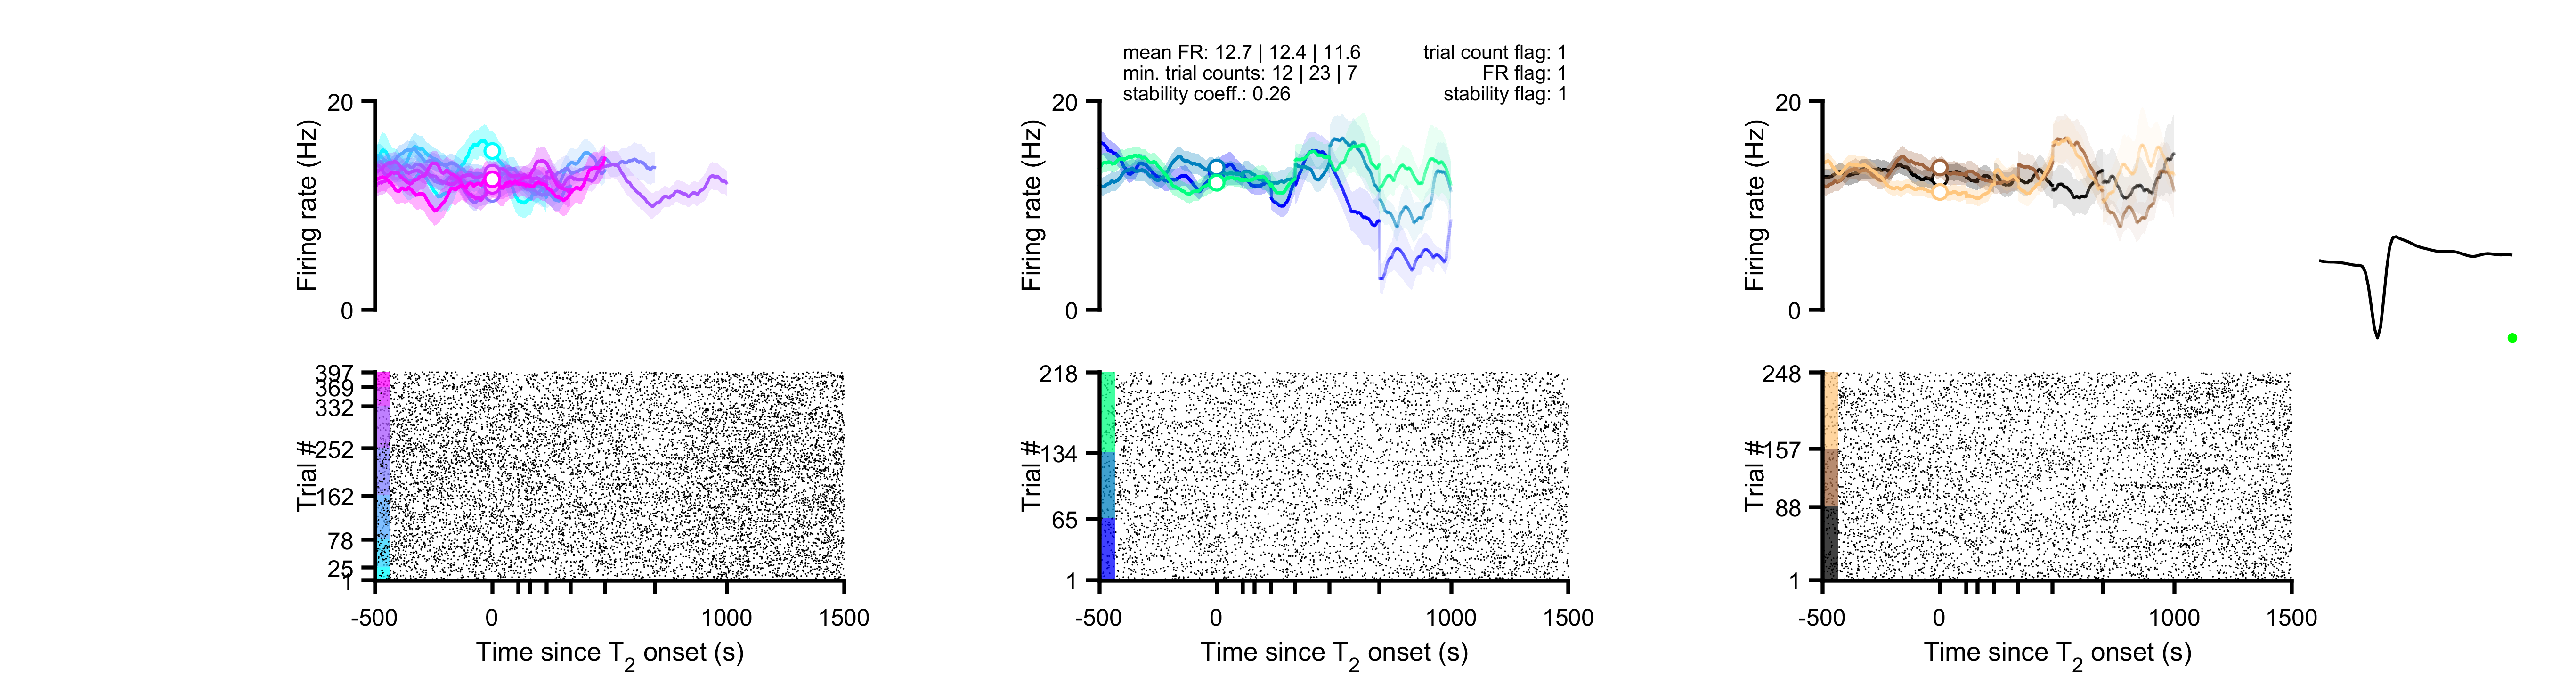 mean FR: 12.7 | 12.4 | 11.6
min. trial counts: 12 | 23 | 7
stability coeff.: 0.26
trial count flag: 1
FR flag: 1
stability flag: 1
Firing rate (Hz)
20
0
Firing rate (Hz)
20
0
Firing rate (Hz)
20
0
Trial #
397
369
332
252
162
78
25
1
-500
0
1000
1500
Time since T2 onset (s)
Trial #
218
134
65
1
-500
0
1000
1500
Time since T2 onset (s)
Trial #
248
157
88
1
-500
0
1000
1500
Time since T2 onset (s)